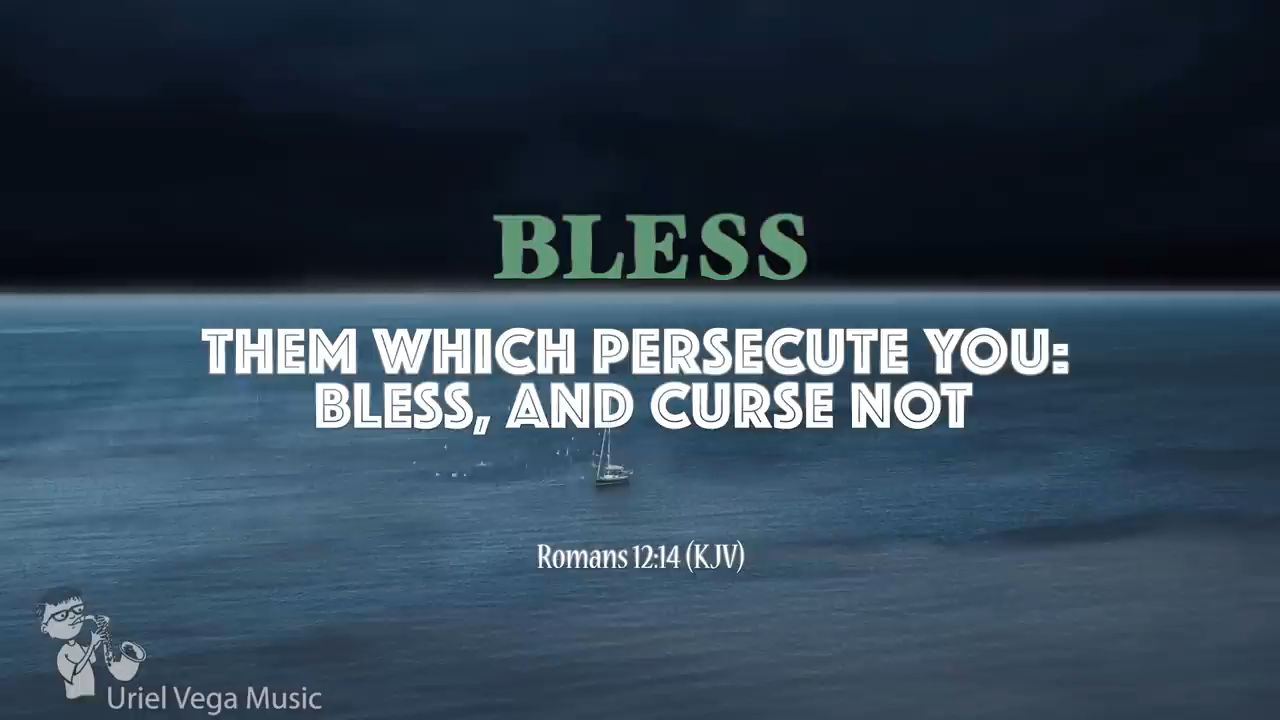 BLESS
THEM WHICH PERSECUTE YOU:
BLESS, AND CURSE NOT
Romans 12:14 (KJV)
Uriel Vega Music